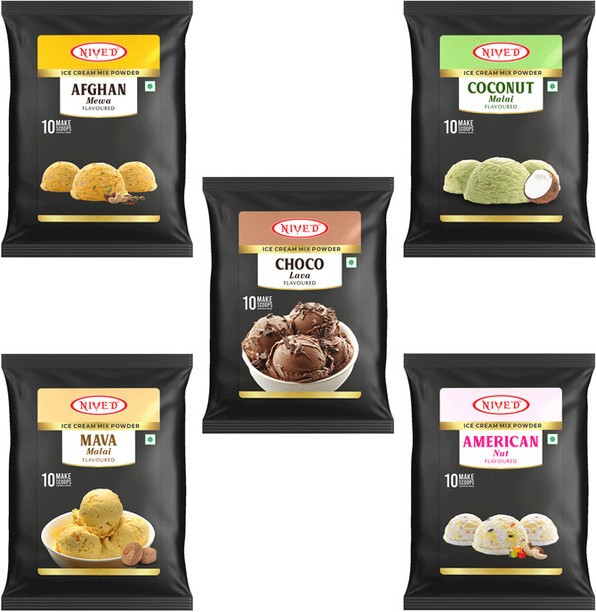 NIVED
ICE CREAM MIX POWDER
AFGHAN
Mewa
FLAVOURED
10 MAKE
SCOOPS
NIVED
ICE CREAM MIX POWDER
COCONUT
Malai
FLAVOURED
10 MAKE
SCOOPS
NIVED
ICE CREAM MIX POWDER
CHOCO
Lava
FLAVOURED
10 MAKE
SCOOPS
NIVED
ICE CREAM MIX POWDER
MAVA
Malai
FLAVOURED
10 MAKE
SCOOPS
NIVED
ICE CREAM MIX POWDER
AMERICAN
Nut
FLAVOURED
10 MAKE
SCOOPS